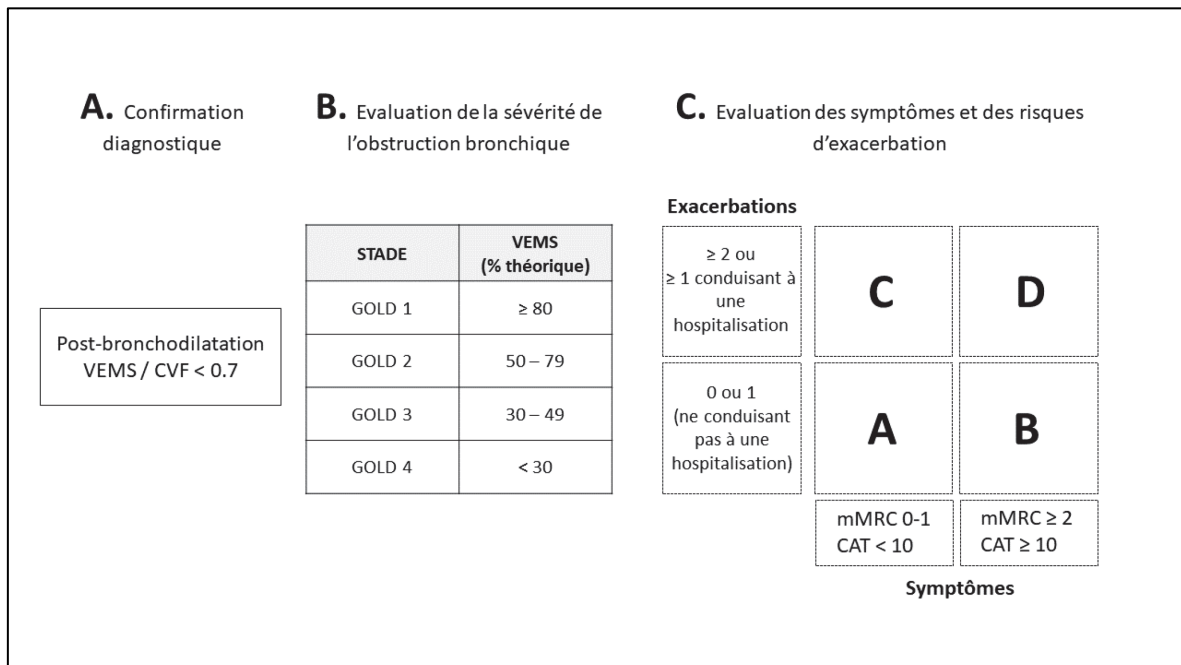 A. Confirmation
diagnostique
B. Evaluation de la sévérité de
l’obstruction bronchique
C. Evaluation des symptômes et des risques
d’exacerbation
Post-bronchodilatation
VEMS / CVF < 0.7
STADE
VEMS
(% théorique)
GOLD 1
≥ 80
GOLD 2
50 – 79
GOLD 3
30 – 49
GOLD 4
< 30
Exacerbations
≥ 2 ou
≥ 1 conduisant à
une
hospitalisation
C
D
0 ou 1
(ne conduisant
pas à une
hospitalisation)
A
B
mMRC 0-1
CAT < 10
mMRC ≥ 2
CAT ≥ 10
Symptômes